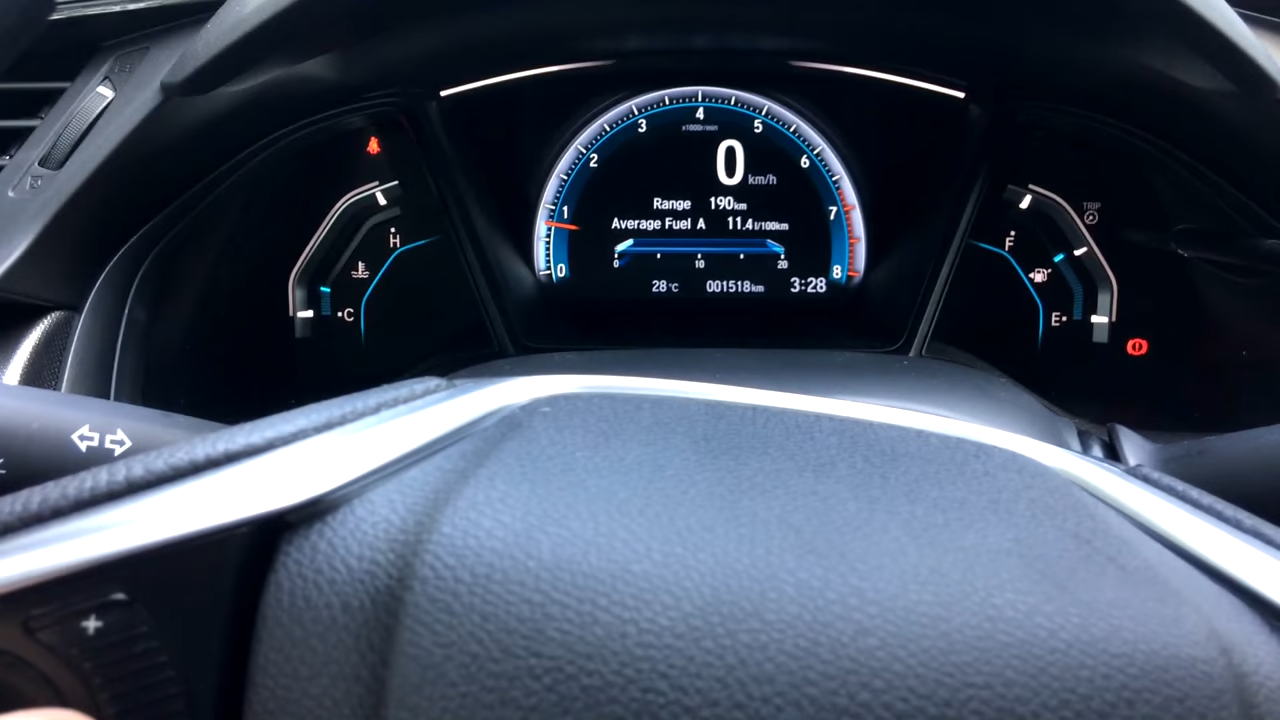 4
3 5
x1000r/min
2 6
0 km/h
Range 190km
1 7
Average Fuel A 11.4l/100km
0 10 20
0 8
28°C 001518km 3:28
H
C
TRIP
F
E
+